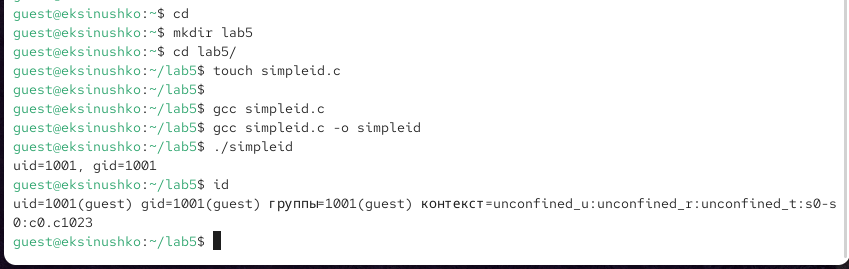 guest@eksinushko:~$ cd
guest@eksinushko:~$ mkdir lab5
guest@eksinushko:~$ cd lab5/
guest@eksinushko:~/lab5$ touch simpleid.c
guest@eksinushko:~/lab5$
guest@eksinushko:~/lab5$ gcc simpleid.c
guest@eksinushko:~/lab5$ gcc simpleid.c -o simpleid
guest@eksinushko:~/lab5$ ./simpleid
uid=1001, gid=1001
guest@eksinushko:~/lab5$ id
uid=1001(guest) gid=1001(guest) группы=1001(guest) контекст=unconfined_u:unconfined_r:unconfined_t:s0-s
0:c0.c1023
guest@eksinushko:~/lab5$